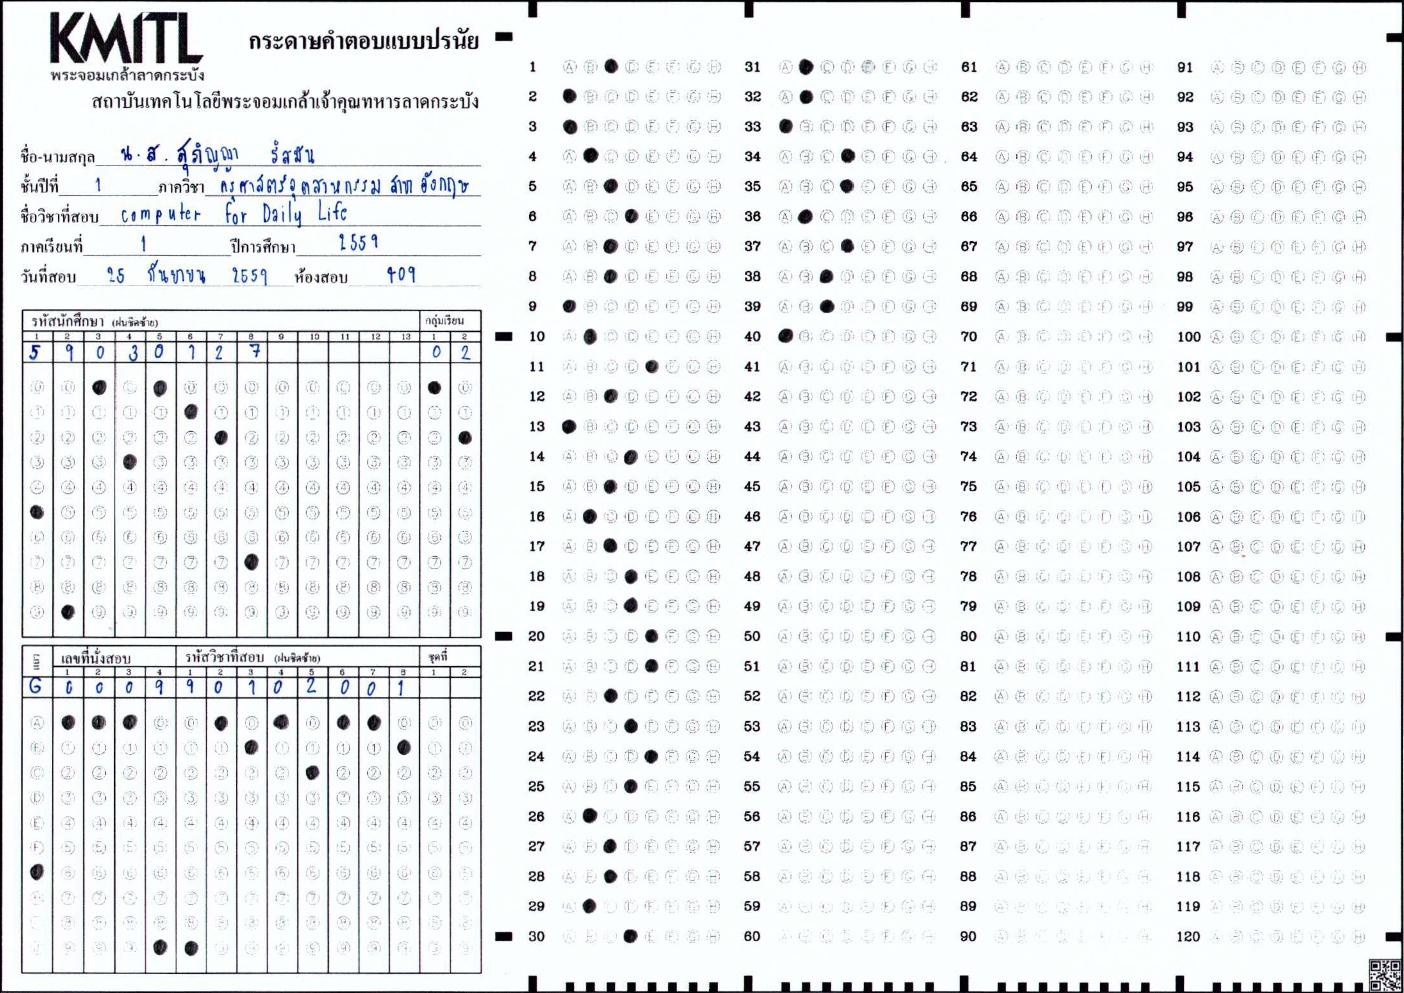 KMITL
พระจอมเกล้าลาดกระบัง
กระดาษคำตอบแบบปรนัย
สถาบันเทคโนโลยีพระจอมเกล้าเจ้าคุณทหารลาดกระบัง
ชื่อ-นามสกุล น.ส. สุภิญญา
ชั้นปีที่ 1 ภาควิชา ครุศาสตร์อุตสาหกรรม สาขา อังกฤษ
ชื่อวิชาที่สอบ computer for Daily Life
ภาคเรียนที่ 1 ปีการศึกษา 2559
วันที่สอบ 25 กันยายน 2559 ห้องสอบ 409
รหัสนักศึกษา (ฝนชิดซ้าย) กลุ่มเรียน
1 2 3 4 5 6 7 8 9 10 11 12 13 1 2
5 9 0 3 0 1 2 7 0 2
แถว เลขที่นั่งสอบ รหัสวิชาที่สอบ (ฝนชิดซ้าย) ชุดที่
1 2 3 4 1 2 3 4 5 6 7 8 1 2
G 0 0 0 9 9 0 1 0 2 0 0 1
1 31 61 91
2 32 62 92
3 33 63 93
4 34 64 94
5 35 65 95
6 36 66 96
7 37 67 97
8 38 68 98
9 39 69 99
10 40 70 100
11 41 71 101
12 42 72 102
13 43 73 103
14 44 74 104
15 45 75 105
16 46 76 106
17 47 77 107
18 48 78 108
19 49 79 109
20 50 80 110
21 51 81 111
22 52 82 112
23 53 83 113
24 54 84 114
25 55 85 115
26 56 86 116
27 57 87 117
28 58 88 118
29 59 89 119
30 60 90 120